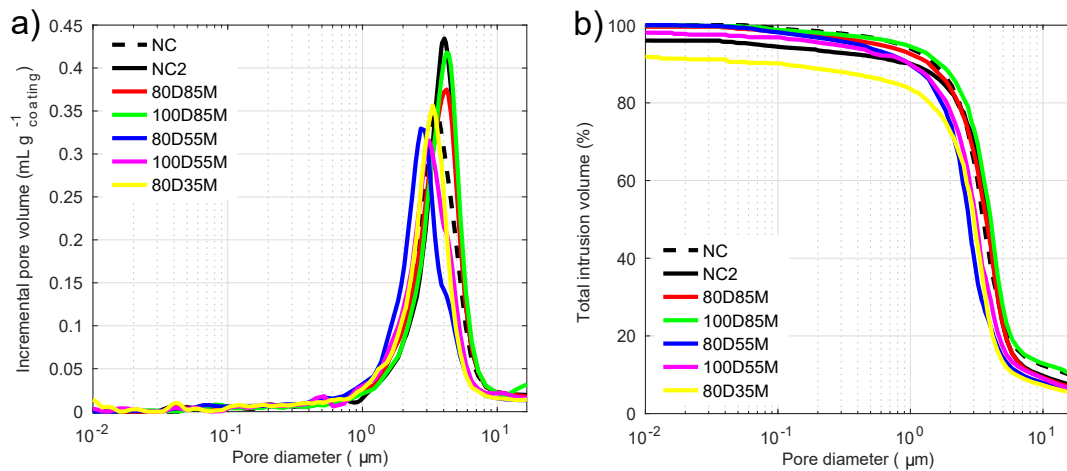 a)
Incremental pore volume (mL g⁻¹ coating)
0.45
0.4
0.35
0.3
0.25
0.2
0.15
0.1
0.05
0
NC
NC2
80D85M
100D85M
80D55M
100D55M
80D35M
10⁻² 10⁻¹ 10⁰ 10¹
Pore diameter ( μm)
b)
Total intrusion volume (%)
100
80
60
40
20
0
NC
NC2
80D85M
100D85M
80D55M
100D55M
80D35M
10⁻² 10⁻¹ 10⁰ 10¹
Pore diameter ( μm)